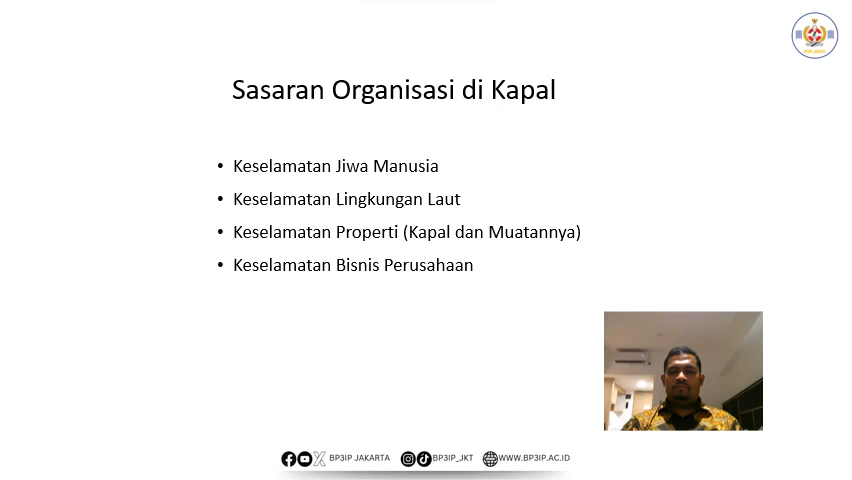 Sasaran Organisasi di Kapal
• Keselamatan Jiwa Manusia
• Keselamatan Lingkungan Laut
• Keselamatan Properti (Kapal dan Muatannya)
• Keselamatan Bisnis Perusahaan
BP3IP JAKARTA BP3IP_JKT WWW.BP3IP.AC.ID